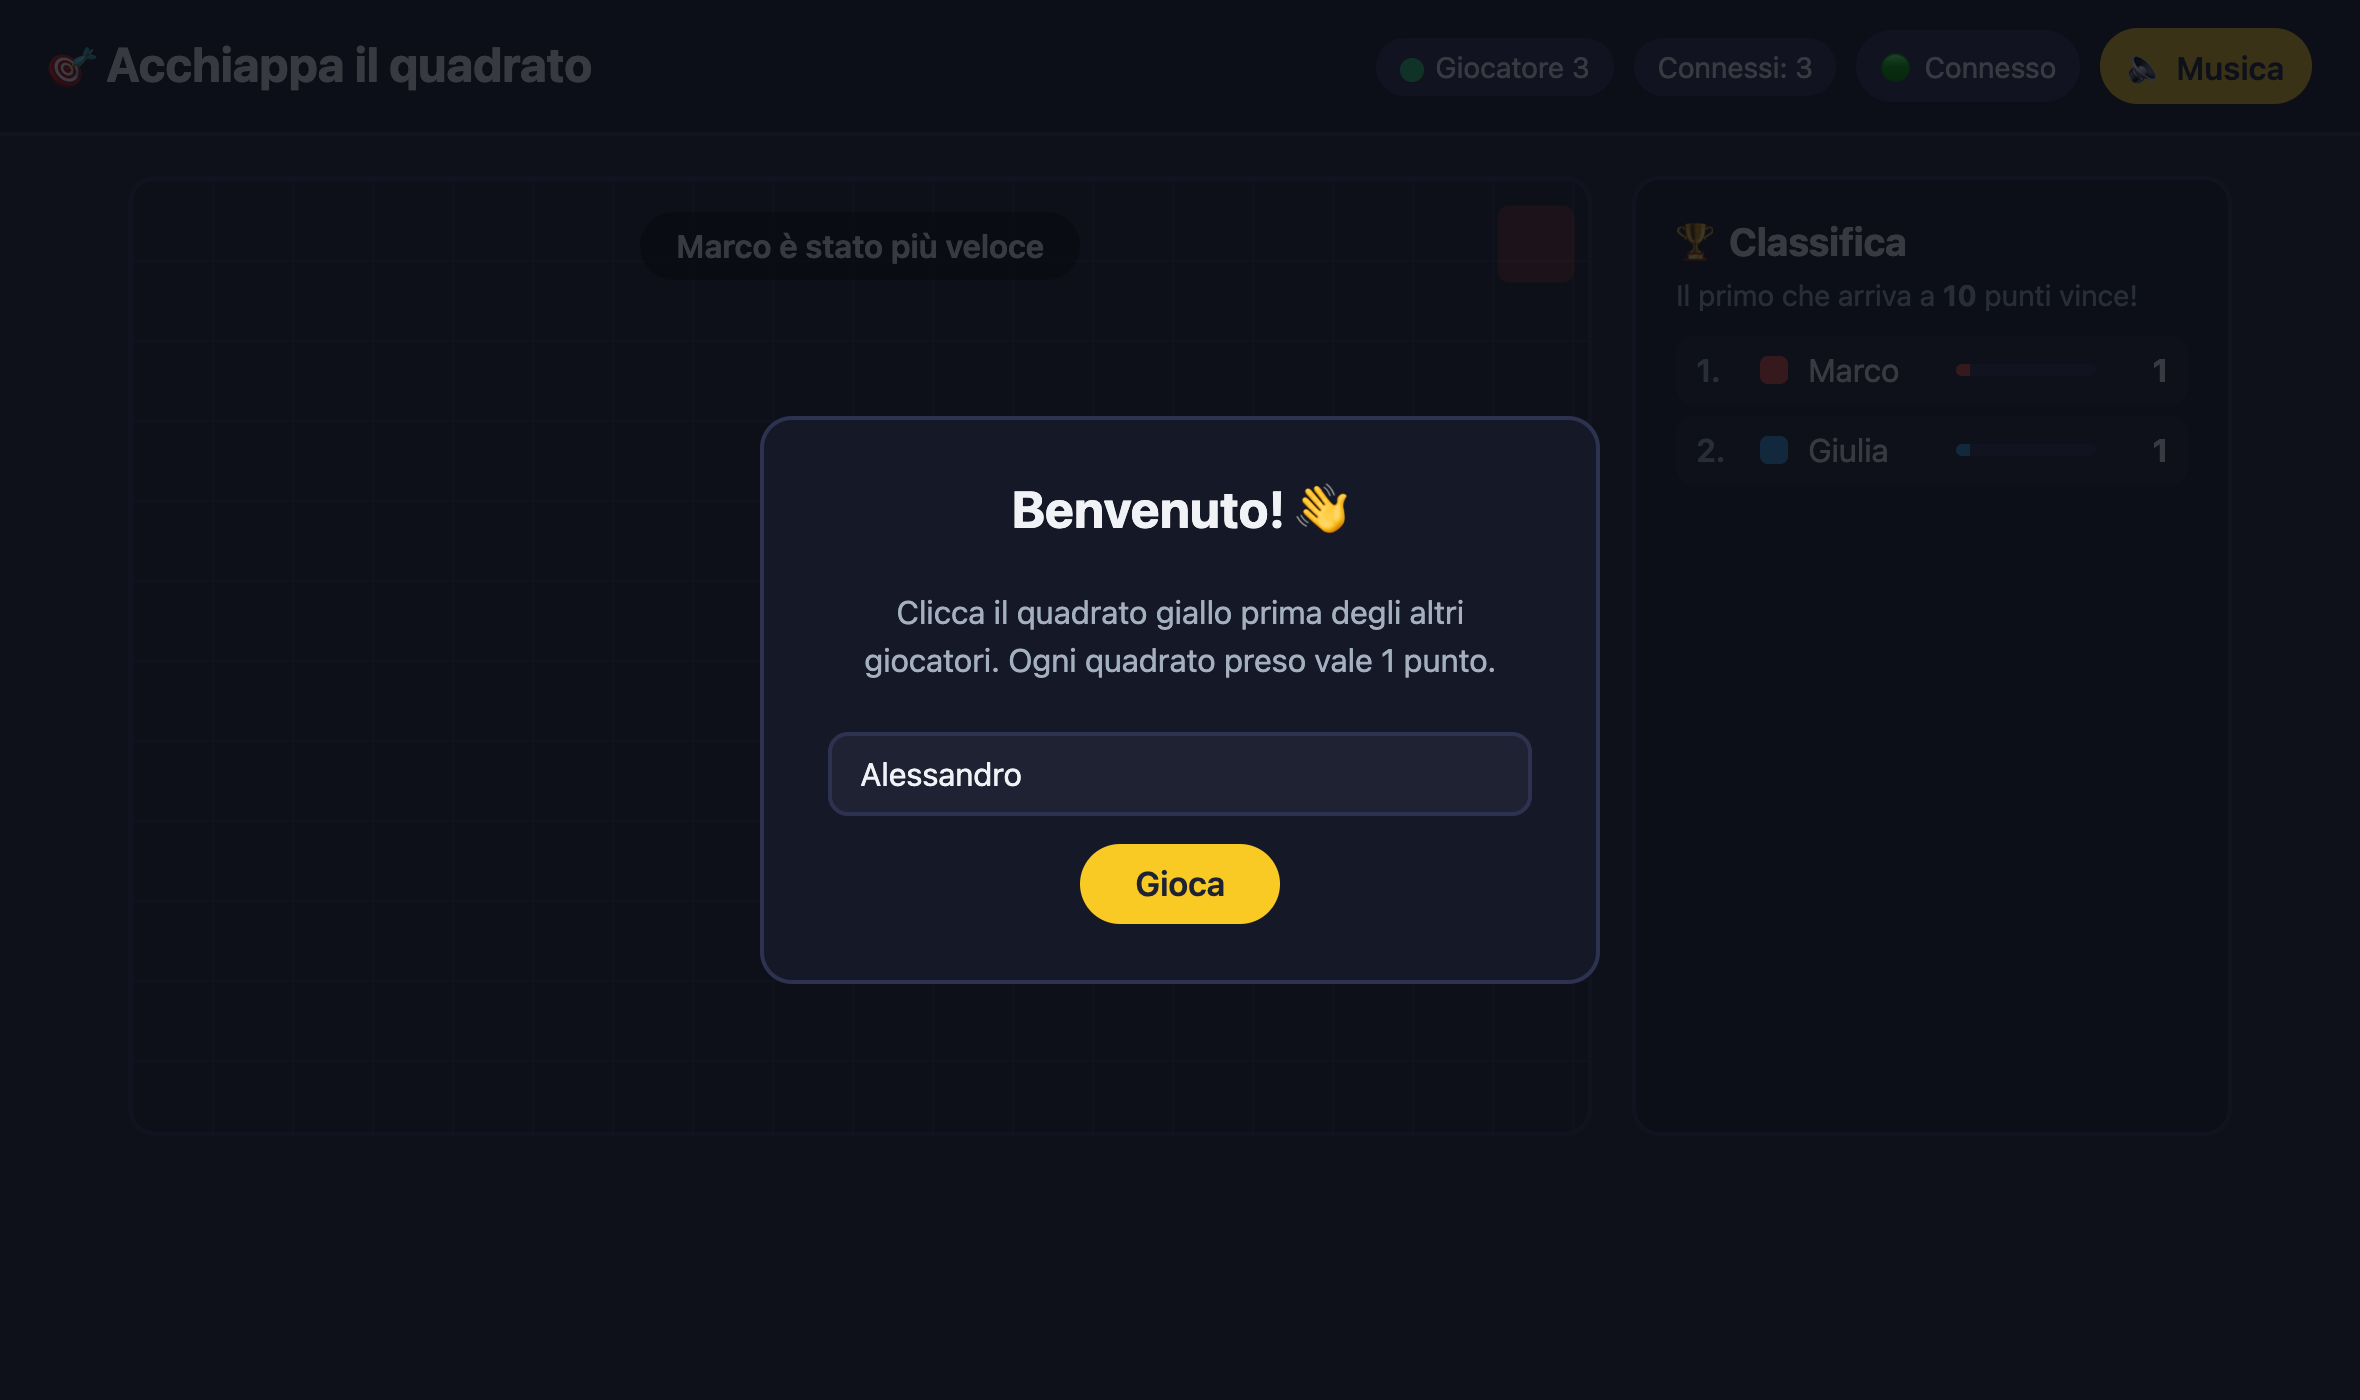 🎯 Acchiappa il quadrato
Giocatore 3
Connessi: 3
Connesso
🔈 Musica
Marco è stato più veloce
🏆 Classifica
Il primo che arriva a 10 punti vince!
1. Marco 1
2. Giulia 1
Benvenuto! 👋
Clicca il quadrato giallo prima degli altri
giocatori. Ogni quadrato preso vale 1 punto.
Alessandro
Gioca